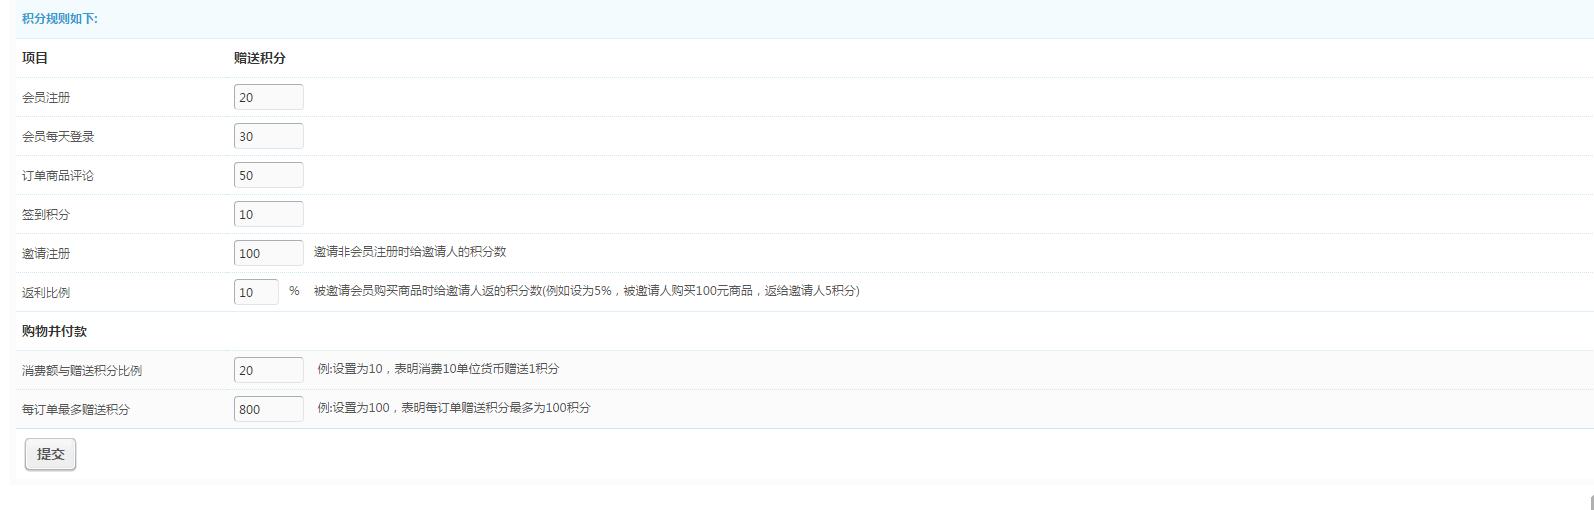 积分规则如下:
项目 赠送积分
会员注册 20
会员每天登录 30
订单商品评论 50
签到积分 10
邀请注册 100 邀请非会员注册时给邀请人的积分数
返利比例 10 % 被邀请会员购买商品时给邀请人返的积分数(例如设为5%，被邀请人购买100元商品，返给邀请人5积分)
购物并付款
消费额与赠送积分比例 20 例:设置为10，表明消费10单位货币赠送1积分
每订单最多赠送积分 800 例:设置为100，表明每订单赠送积分最多为100积分
提交